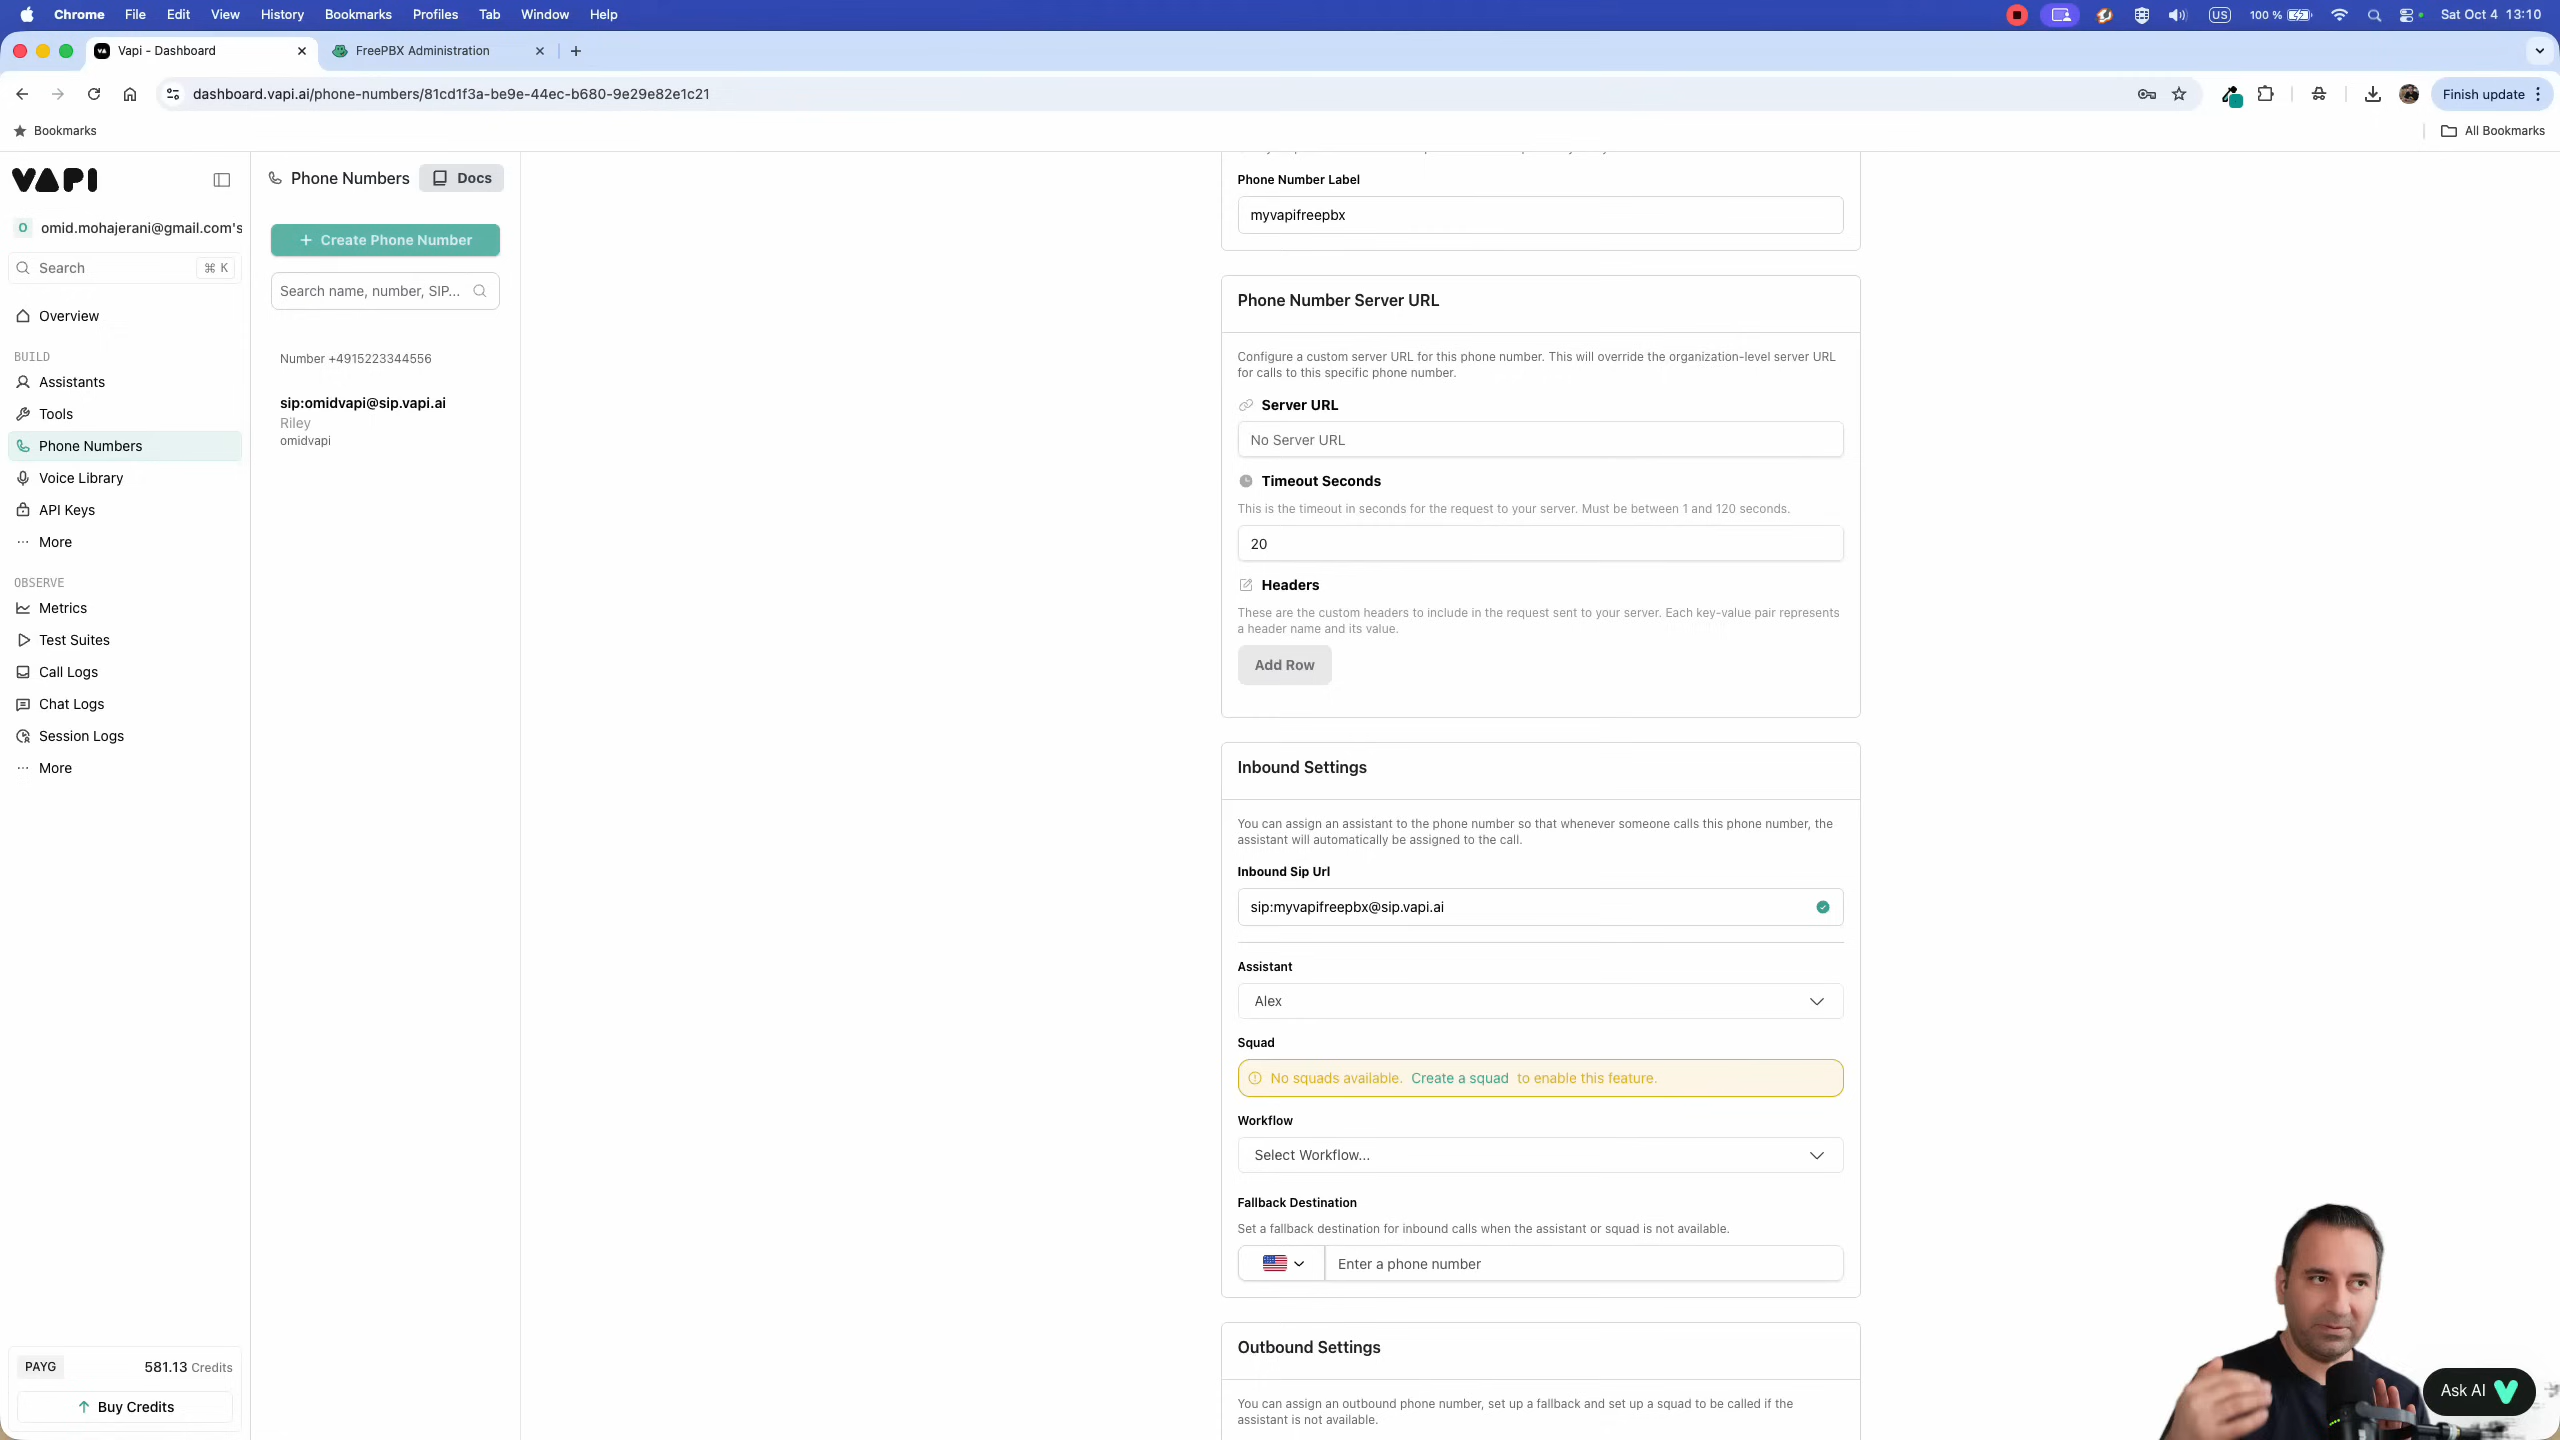 Chrome File Edit View History Bookmarks Profiles Tab Window Help
US 100 % Sat Oct 4 13:10
Vapi - Dashboard
FreePBX Administration
dashboard.vapi.ai/phone-numbers/81cd1f3a-be9e-44ec-b680-9e29e82e1c21
Finish update
Bookmarks
All Bookmarks
VAPI
omid.mohajerani@gmail.com's
Search ⌘ K
Overview
BUILD
Assistants
Tools
Phone Numbers
Voice Library
API Keys
More
OBSERVE
Metrics
Test Suites
Call Logs
Chat Logs
Session Logs
More
PAYG 581.13 Credits
Buy Credits
Phone Numbers Docs
Create Phone Number
Search name, number, SIP...
Number +4915223344556
sip:omidvapi@sip.vapi.ai
Riley
omidvapi
Phone Number Label
myvapifreepbx
Phone Number Server URL
Configure a custom server URL for this phone number. This will override the organization-level server URL
for calls to this specific phone number.
Server URL
No Server URL
Timeout Seconds
This is the timeout in seconds for the request to your server. Must be between 1 and 120 seconds.
20
Headers
These are the custom headers to include in the request sent to your server. Each key-value pair represents
a header name and its value.
Add Row
Inbound Settings
You can assign an assistant to the phone number so that whenever someone calls this phone number, the
assistant will automatically be assigned to the call.
Inbound Sip Url
sip:myvapifreepbx@sip.vapi.ai
Assistant
Alex
Squad
No squads available. Create a squad to enable this feature.
Workflow
Select Workflow...
Fallback Destination
Set a fallback destination for inbound calls when the assistant or squad is not available.
Enter a phone number
Outbound Settings
You can assign an outbound phone number, set up a fallback and set up a squad to be called if the
assistant is not available.
Ask AI